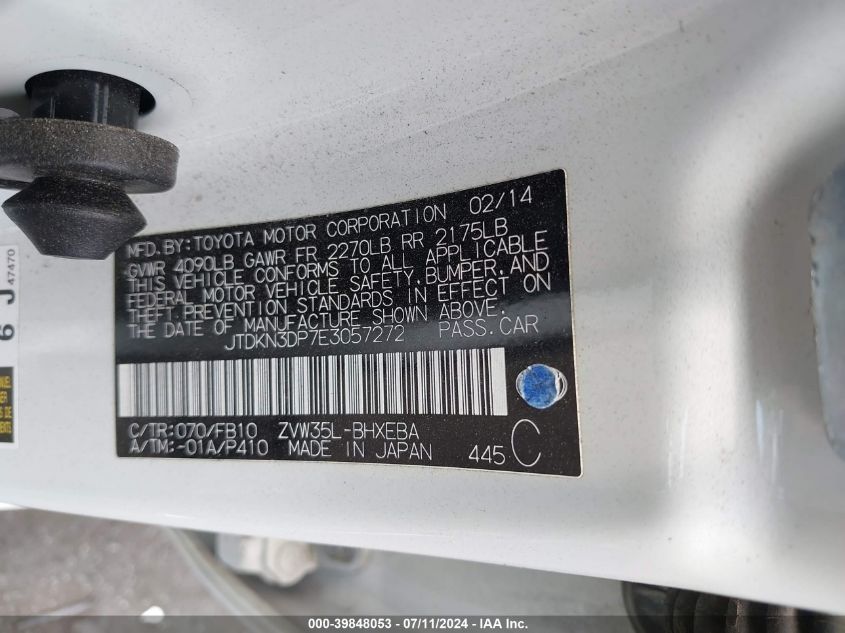 MFD. BY: TOYOTA MOTOR CORPORATION 02/14
GVWR 4090LB GAWR FR 2270LB RR 2175LB
THIS VEHICLE CONFORMS TO ALL APPLICABLE
FEDERAL MOTOR VEHICLE SAFETY, BUMPER, AND
THEFT PREVENTION STANDARDS IN EFFECT ON
THE DATE OF MANUFACTURE SHOWN ABOVE.
JTDKN3DP7E3057272 PASS. CAR
C/TR: 070/FB10 ZVW35L-BHXEBA
A/TM: -01A/P410 MADE IN JAPAN 445 C
6 J 47470
000-39848053 - 07/11/2024 - IAA Inc.